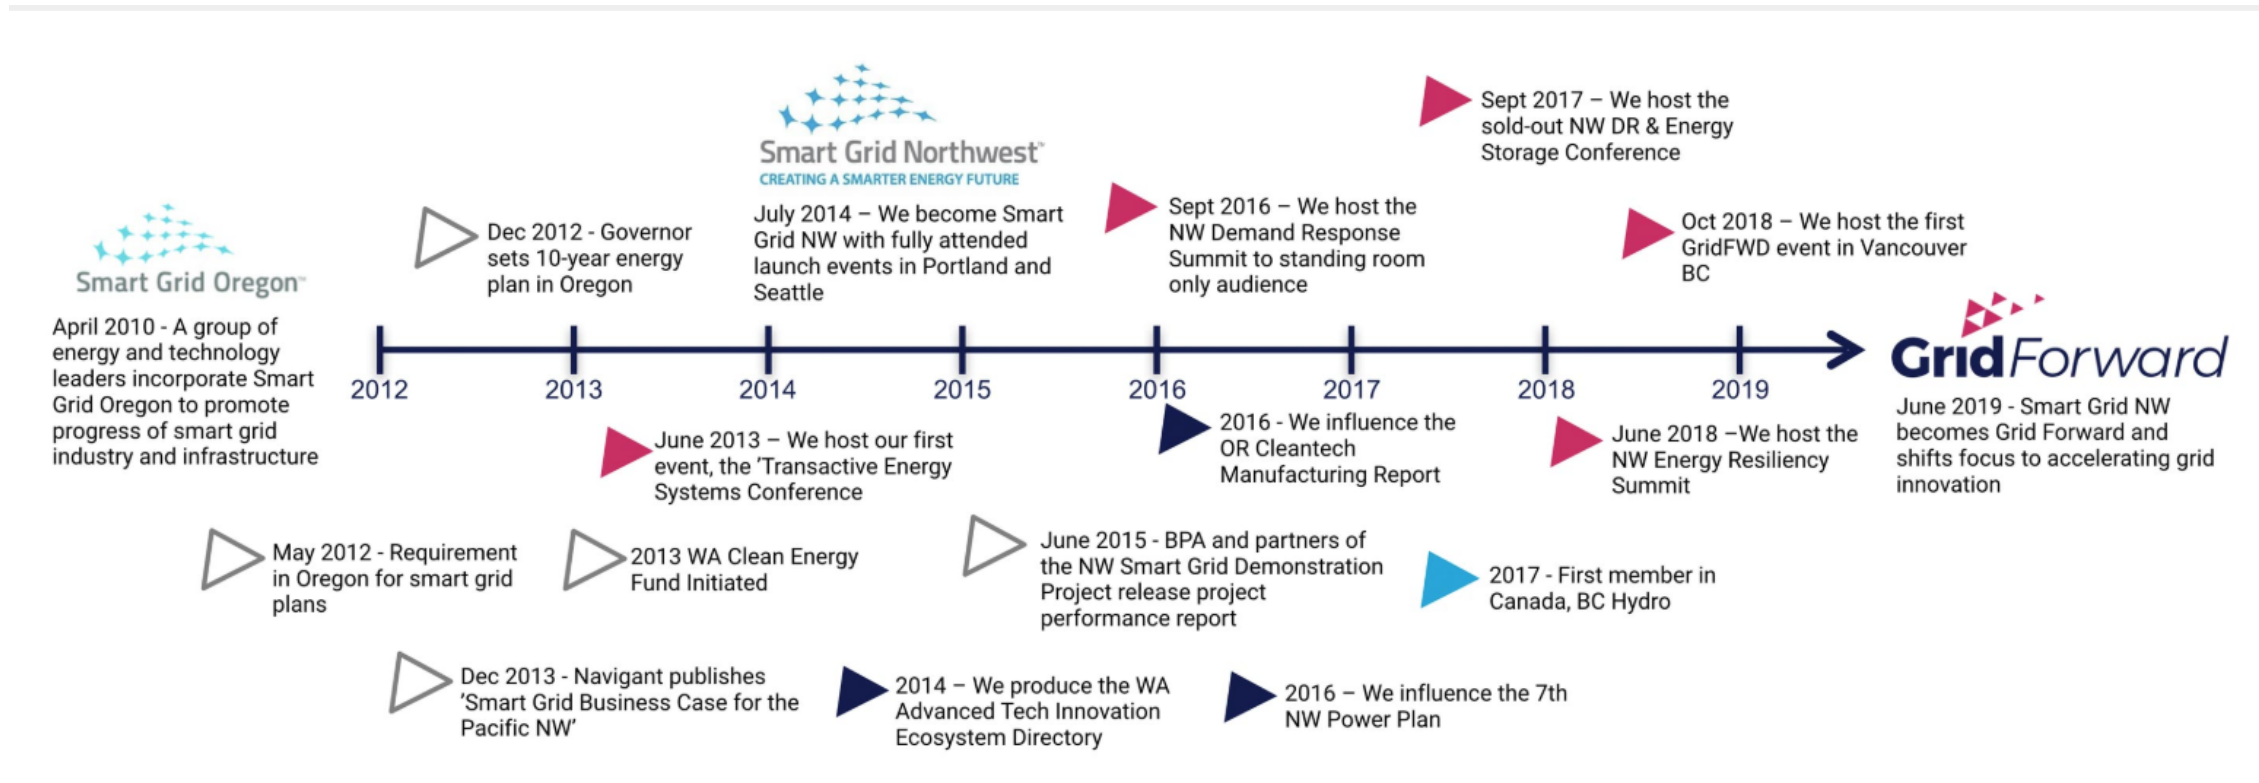 Smart Grid Oregon™
April 2010 - A group of
energy and technology
leaders incorporate Smart
Grid Oregon to promote
progress of smart grid
industry and infrastructure
May 2012 - Requirement
in Oregon for smart grid
plans
Dec 2012 - Governor
sets 10-year energy
plan in Oregon
Smart Grid Northwest™
CREATING A SMARTER ENERGY FUTURE
July 2014 – We become Smart
Grid NW with fully attended
launch events in Portland and
Seattle
Sept 2016 – We host the
NW Demand Response
Summit to standing room
only audience
Sept 2017 – We host the
sold-out NW DR & Energy
Storage Conference
Oct 2018 – We host the first
GridFWD event in Vancouver
BC
2012 2013 2014 2015 2016 2017 2018 2019
June 2013 – We host our first
event, the 'Transactive Energy
Systems Conference
2013 WA Clean Energy
Fund Initiated
Dec 2013 - Navigant publishes
'Smart Grid Business Case for the
Pacific NW'
2014 – We produce the WA
Advanced Tech Innovation
Ecosystem Directory
June 2015 - BPA and partners of
the NW Smart Grid Demonstration
Project release project
performance report
2016 - We influence the
OR Cleantech
Manufacturing Report
2016 – We influence the 7th
NW Power Plan
2017 - First member in
Canada, BC Hydro
June 2018 –We host the
NW Energy Resiliency
Summit
GridForward
June 2019 - Smart Grid NW
becomes Grid Forward and
shifts focus to accelerating grid
innovation